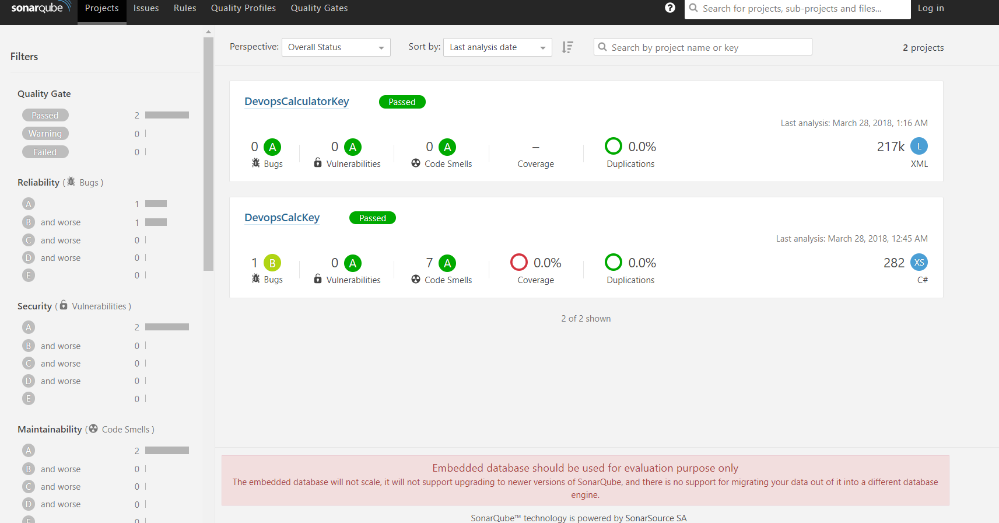 sonarqube Projects Issues Rules Quality Profiles Quality Gates ? Search for projects, sub-projects and files... Log in
Filters
Quality Gate
Passed 2
Warning 0
Failed 0
Reliability ( Bugs )
A 1
B and worse 1
C and worse 0
D and worse 0
E 0
Security ( Vulnerabilities )
A 2
B and worse 0
C and worse 0
D and worse 0
E 0
Maintainability ( Code Smells )
A 2
B and worse 0
C and worse 0
D and worse 0
E 0
Perspective: Overall Status Sort by: Last analysis date Search by project name or key 2 projects
DevopsCalculatorKey Passed
Last analysis: March 28, 2018, 1:16 AM
0 A 0 A 0 A – 0.0% 217k L
Bugs Vulnerabilities Code Smells Coverage Duplications XML
DevopsCalcKey Passed
Last analysis: March 28, 2018, 12:45 AM
1 B 0 A 7 A 0.0% 0.0% 282 XS
Bugs Vulnerabilities Code Smells Coverage Duplications C#
2 of 2 shown
Embedded database should be used for evaluation purpose only
The embedded database will not scale, it will not support upgrading to newer versions of SonarQube, and there is no support for migrating your data out of it into a different database
engine.
SonarQube™ technology is powered by SonarSource SA